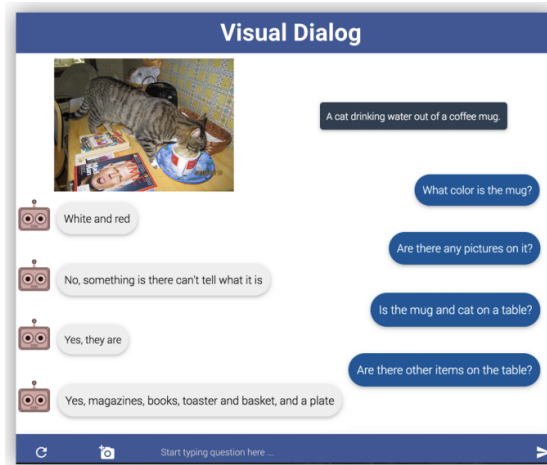 Visual Dialog
A cat drinking water out of a coffee mug.
What color is the mug?
White and red
Are there any pictures on it?
No, something is there can't tell what it is
Is the mug and cat on a table?
Yes, they are
Are there other items on the table?
Yes, magazines, books, toaster and basket, and a plate
Start typing question here ...